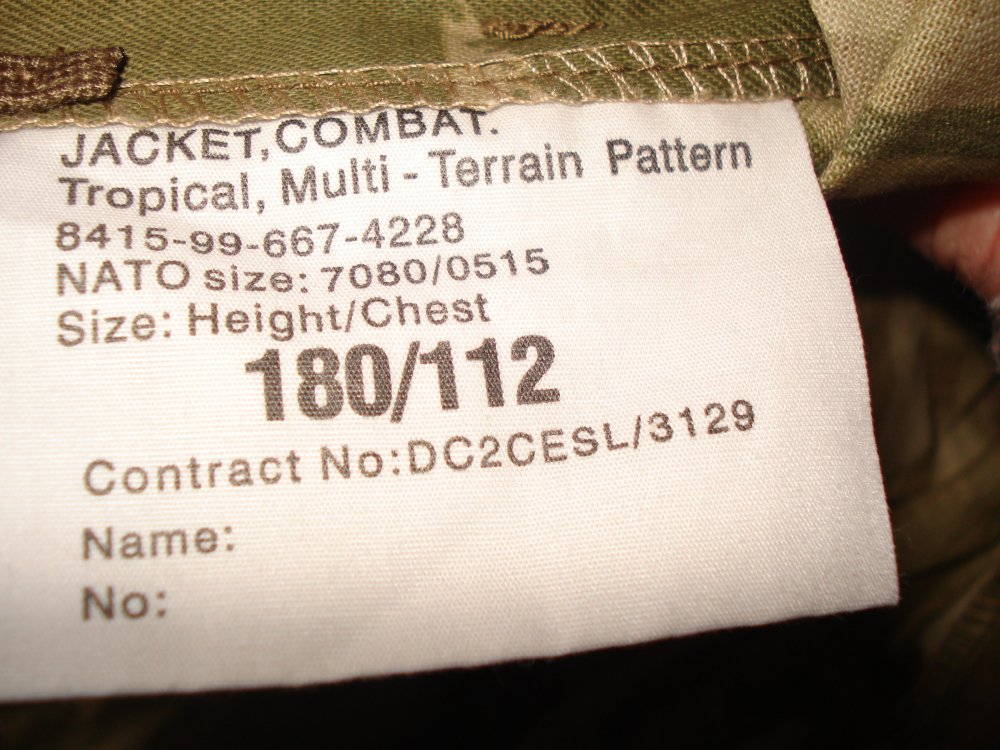 JACKET,COMBAT.
Tropical, Multi - Terrain Pattern
8415-99-667-4228
NATO size: 7080/0515
Size: Height/Chest
180/112
Contract No:DC2CESL/3129
Name:
No: